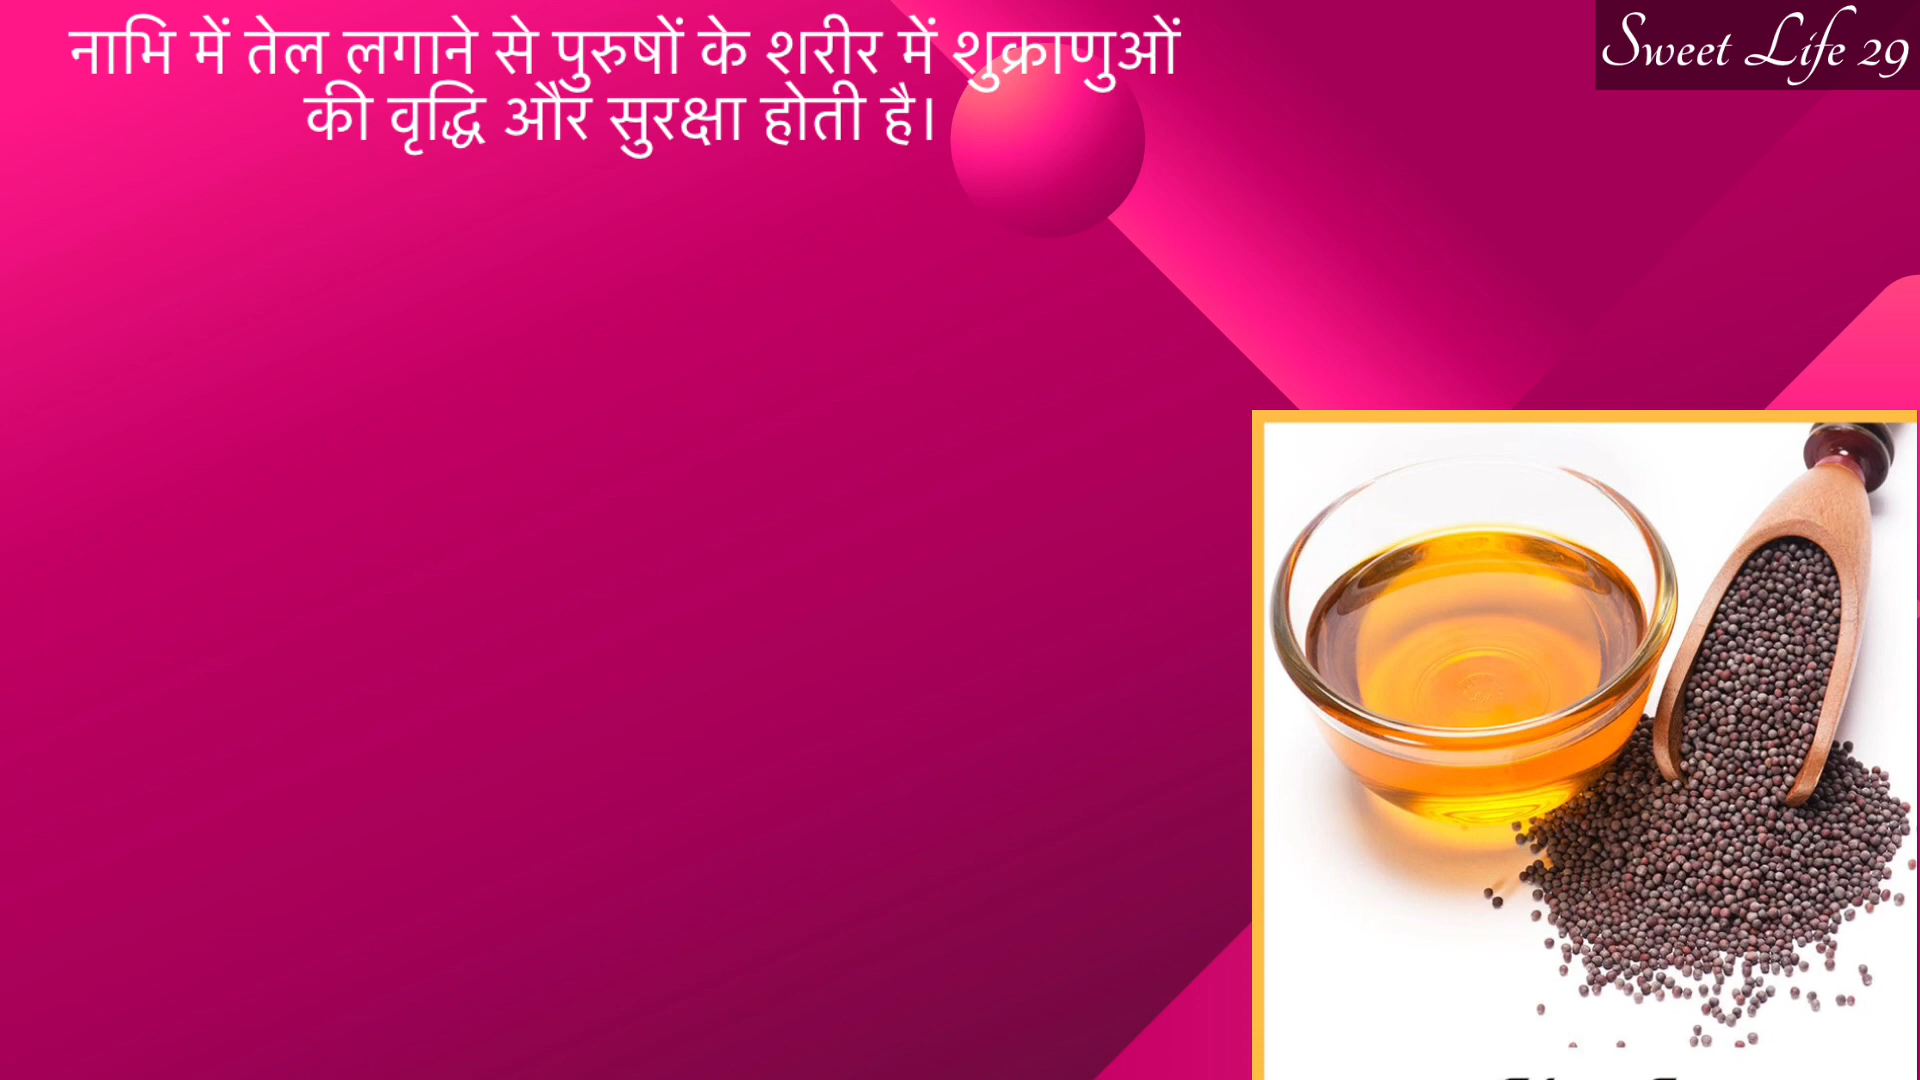 नाभि में तेल लगाने से पुरुषों के शरीर में शुक्राणुओं
की वृद्धि और सुरक्षा होती है।
Sweet Life 29